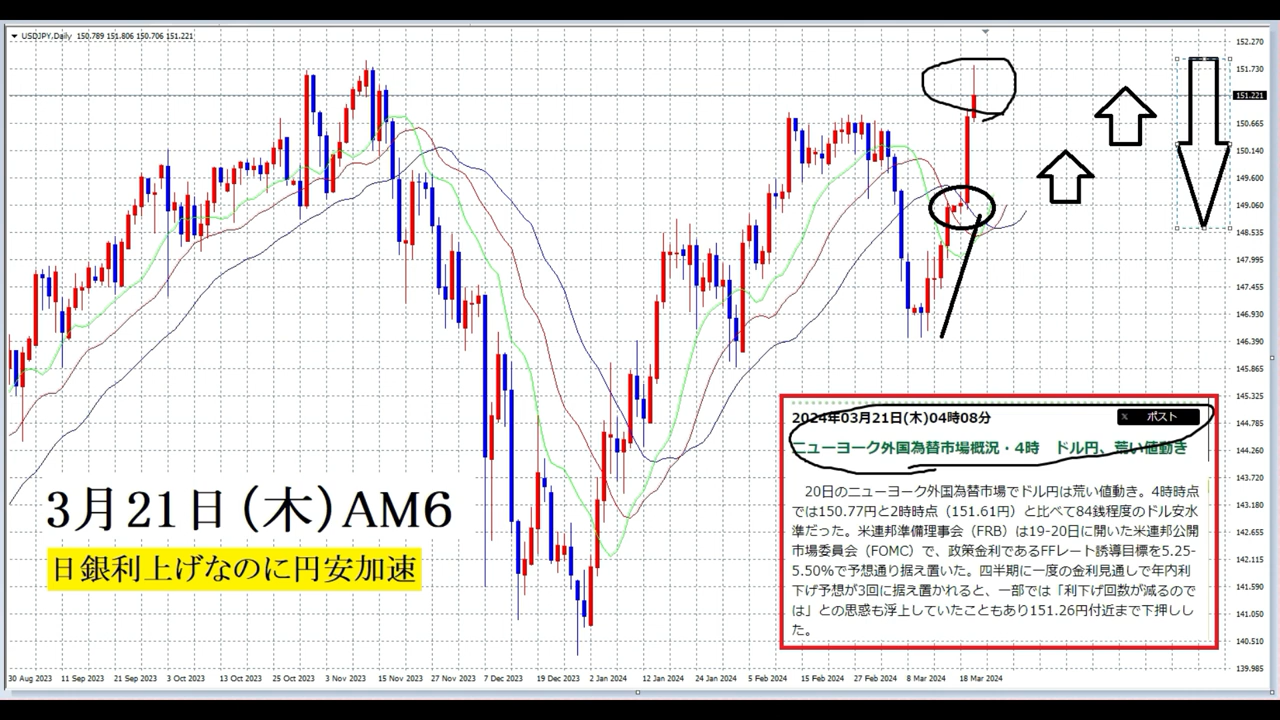 USDJPY,Daily 150.789 151.806 150.706 151.221
152.270
151.730
151.221
150.665
150.140
149.600
149.060
148.535
147.995
147.455
146.930
146.390
145.865
145.325
144.785
144.260
143.720
143.180
142.655
142.115
141.590
141.050
140.510
139.985
2024年03月21日(木)04時08分
X ポスト
ニューヨーク外国為替市場概況・4時 ドル円、荒い値動き
20日のニューヨーク外国為替市場でドル円は荒い値動き。4時時点
では150.77円と2時時点（151.61円）と比べて84銭程度のドル安水
準だった。米連邦準備理事会（FRB）は19-20日に開いた米連邦公開
市場委員会（FOMC）で、政策金利であるFFレート誘導目標を5.25-
5.50%で予想通り据え置いた。四半期に一度の金利見通しで年内利
下げ予想が3回に据え置かれると、一部では「利下げ回数が減るので
は」との思惑も浮上していたこともあり151.26円付近まで下押しし
た。
3月21日(木)AM6
日銀利上げなのに円安加速
30 Aug 2023 11 Sep 2023 21 Sep 2023 3 Oct 2023 13 Oct 2023 25 Oct 2023 3 Nov 2023 15 Nov 2023 27 Nov 2023 7 Dec 2023 19 Dec 2023 2 Jan 2024 12 Jan 2024 24 Jan 2024 5 Feb 2024 15 Feb 2024 27 Feb 2024 8 Mar 2024 18 Mar 2024